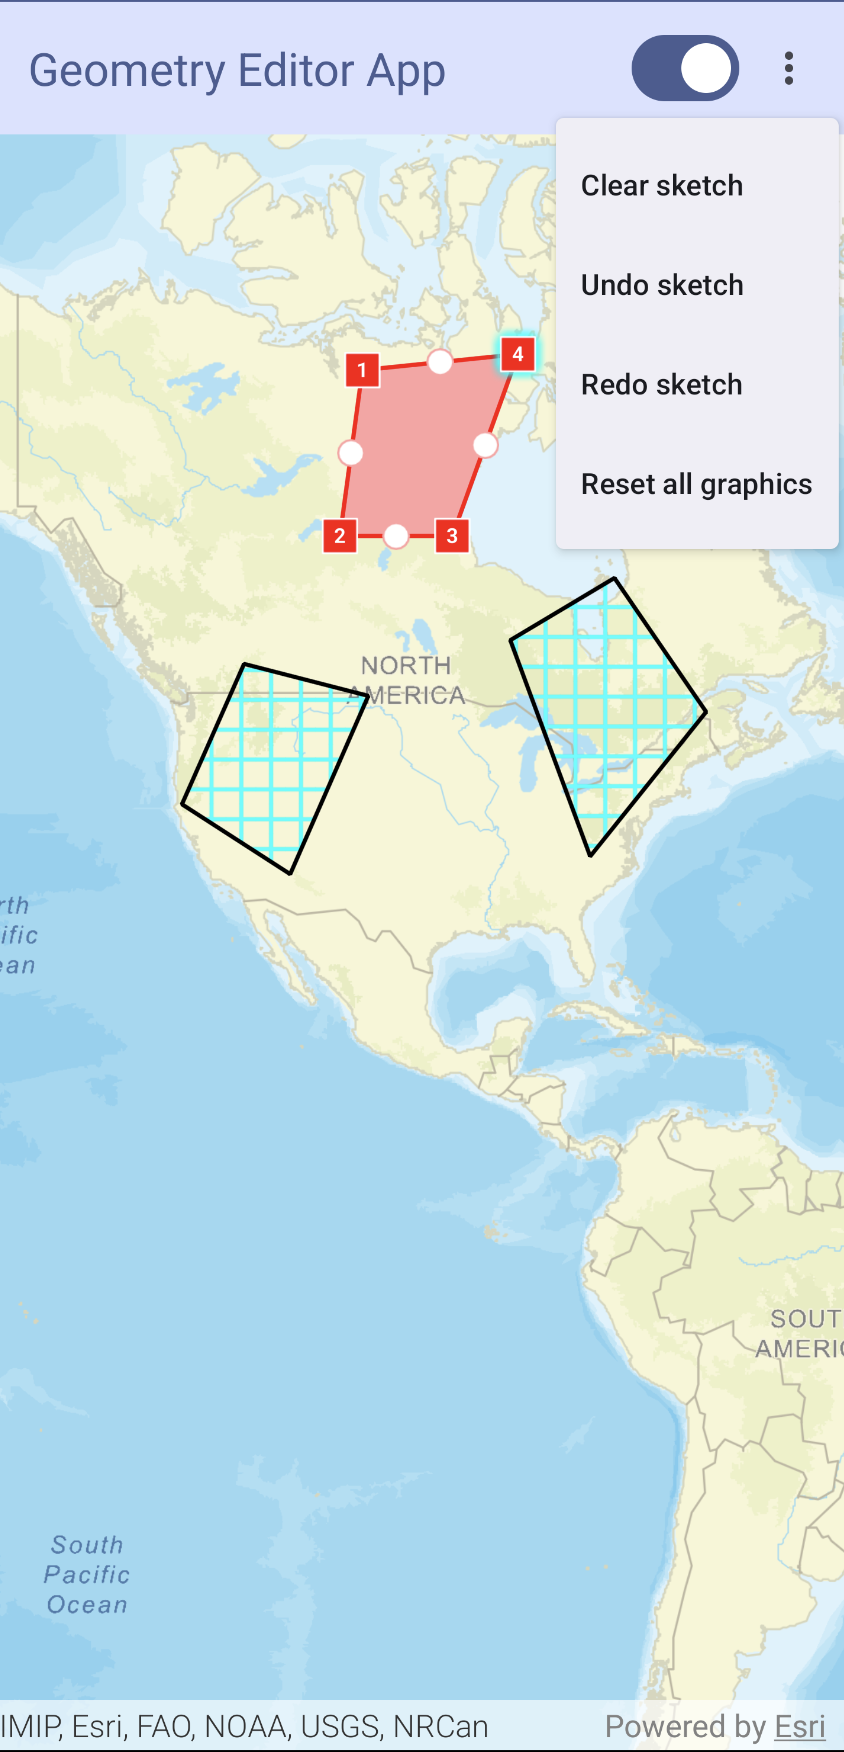 Geometry Editor App
Clear sketch
Undo sketch
Redo sketch
Reset all graphics
1
4
2
3
NORTH
AMERICA
rth
ific
ean
SOUT
AMERI
South
Pacific
Ocean
IMIP, Esri, FAO, NOAA, USGS, NRCan
Powered by Esri